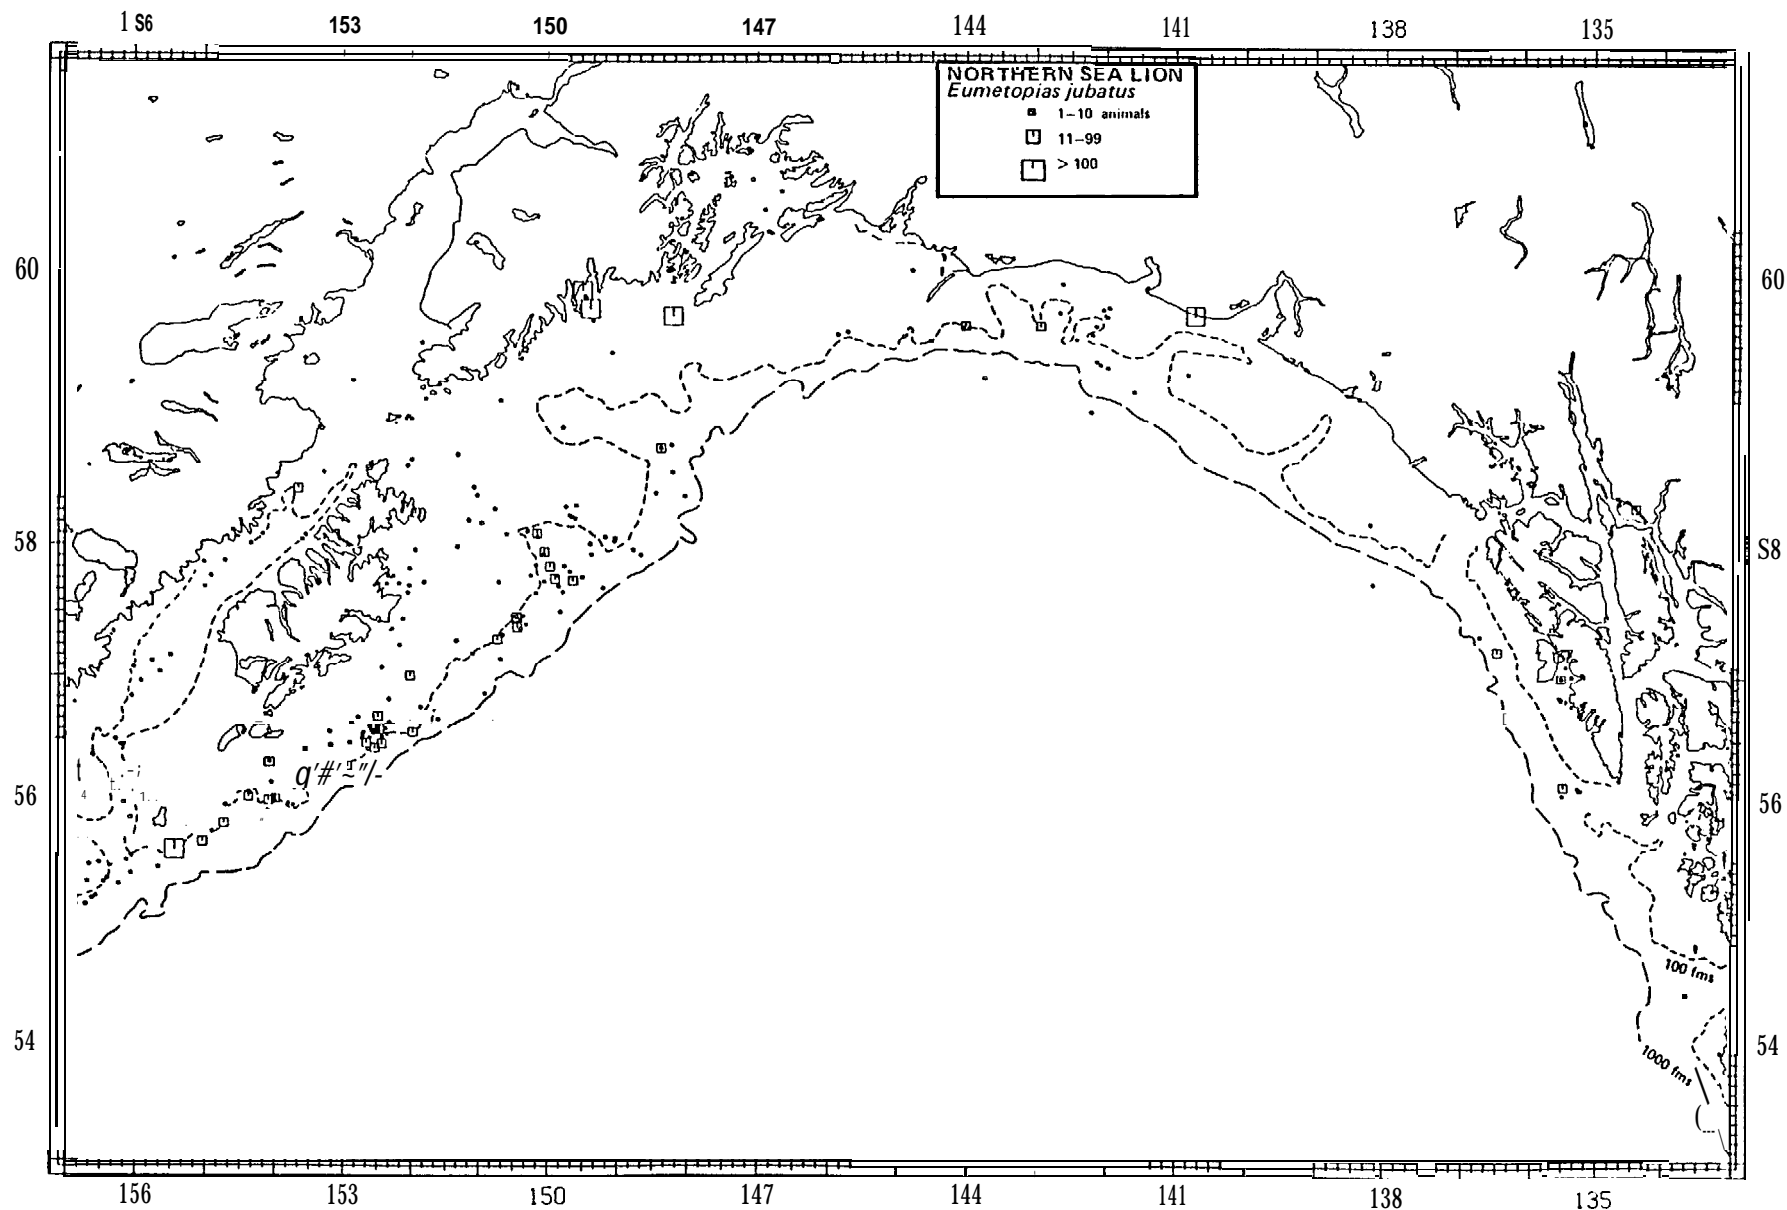 1 S6 153 150 147 144 141 138 135
NORTHERN SEA LION
Eumetopias jubatus
1-10 animals
11-99
> 100
60 60
58 S8
56 56
100 fms
54 54
1000 fms
156 153 150 147 144 141 138 135